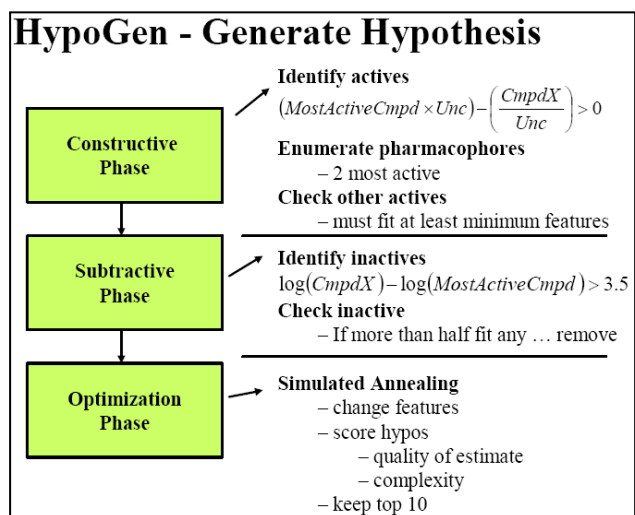 HypoGen - Generate Hypothesis
Constructive
Phase
Identify actives
(MostActiveCmpd × Unc) − (CmpdX / Unc) > 0
Enumerate pharmacophores
– 2 most active
Check other actives
– must fit at least minimum features
Subtractive
Phase
Identify inactives
log(CmpdX) − log(MostActiveCmpd) > 3.5
Check inactive
– If more than half fit any … remove
Optimization
Phase
Simulated Annealing
– change features
– score hypos
– quality of estimate
– complexity
– keep top 10